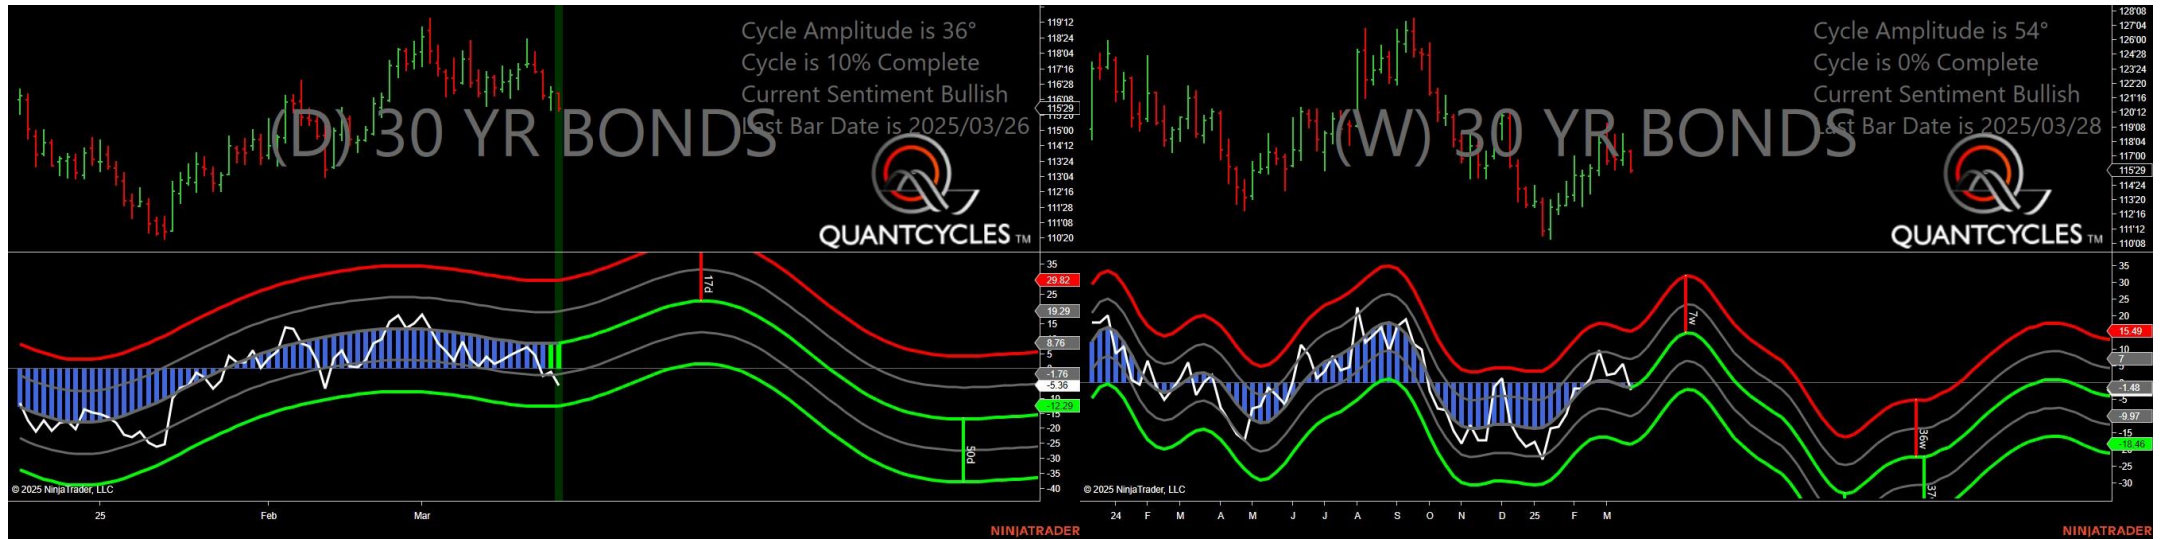 Cycle Amplitude is 36°
Cycle is 10% Complete
Current Sentiment Bullish
Last Bar Date is 2025/03/26
(D) 30 YR BONDS
QUANTCYCLES TM
119'12
118'24
118'04
117'16
116'28
116'08
115'29
115'00
114'12
113'24
113'04
112'16
111'28
111'08
110'20
35
29.82
25
19.29
15
8.76
5
-1.76
-5.36
-12.29
-15
-20
-25
-30
-35
-40
17d
50d
© 2025 NinjaTrader, LLC
25 Feb Mar
NINJATRADER
Cycle Amplitude is 54°
Cycle is 0% Complete
Current Sentiment Bullish
Last Bar Date is 2025/03/28
(W) 30 YR BONDS
QUANTCYCLES TM
128'08
127'04
126'00
124'28
123'24
122'20
121'16
120'12
119'08
118'04
117'00
115'29
114'24
113'20
112'16
111'12
110'08
35
30
25
20
15.49
10
7
5
-1.48
-5
-9.97
-15
-18.46
-25
-30
7w
36w
© 2025 NinjaTrader, LLC
24 F M A M J J A S O N D 25 F M
NINJATRADER